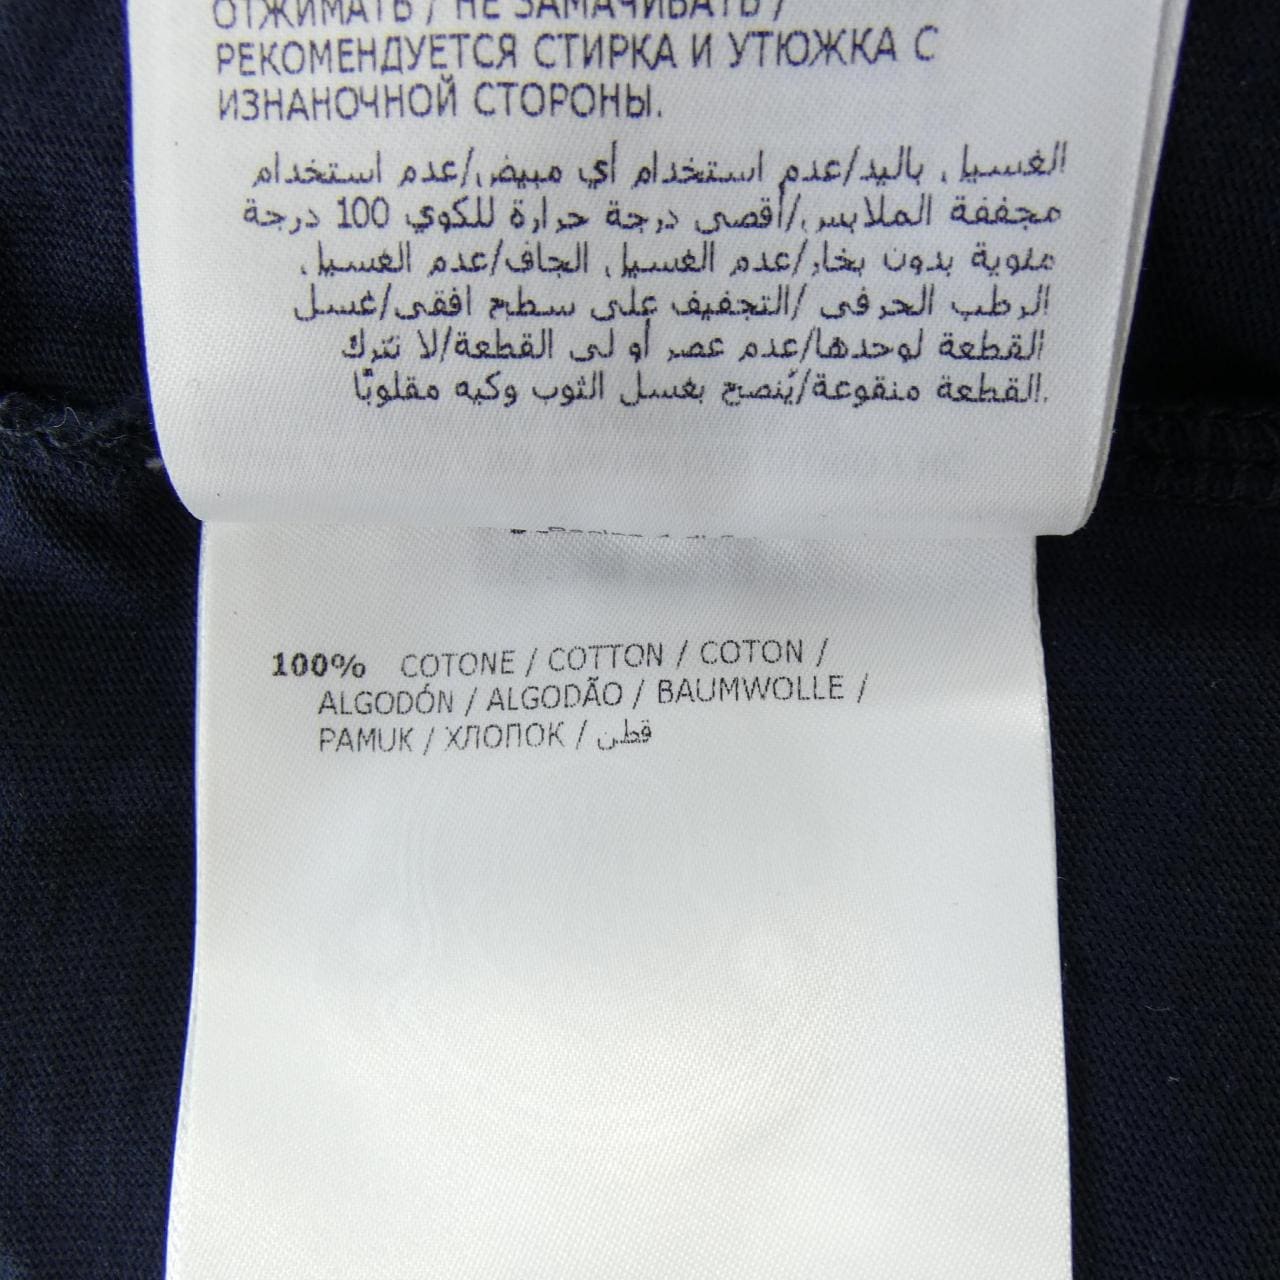 ОТЖИМАТЬ / НЕ ЗАМАЧИВАТЬ /
РЕКОМЕНДУЕТСЯ СТИРКА И УТЮЖКА С
ИЗНАНОЧНОЙ СТОРОНЫ.
الغسيل باليد/عدم استخدام أي مبيض/عدم استخدام
مجففة الملابس/أقصى درجة حرارة للكوي 100 درجة
مئوية بدون بخار/عدم الغسيل الجاف/عدم الغسيل
الرطب الحرفي /التجفيف على سطح افقي/غسل
القطعة لوحدها/عدم عصر أو لي القطعة/لا تترك
القطعة منقوعة/يُنصح بغسل الثوب وكيه مقلوبًا.
100% COTONE / COTTON / COTON /
ALGODÓN / ALGODÃO / BAUMWOLLE /
PAMUK / ХЛОПОК / قطن